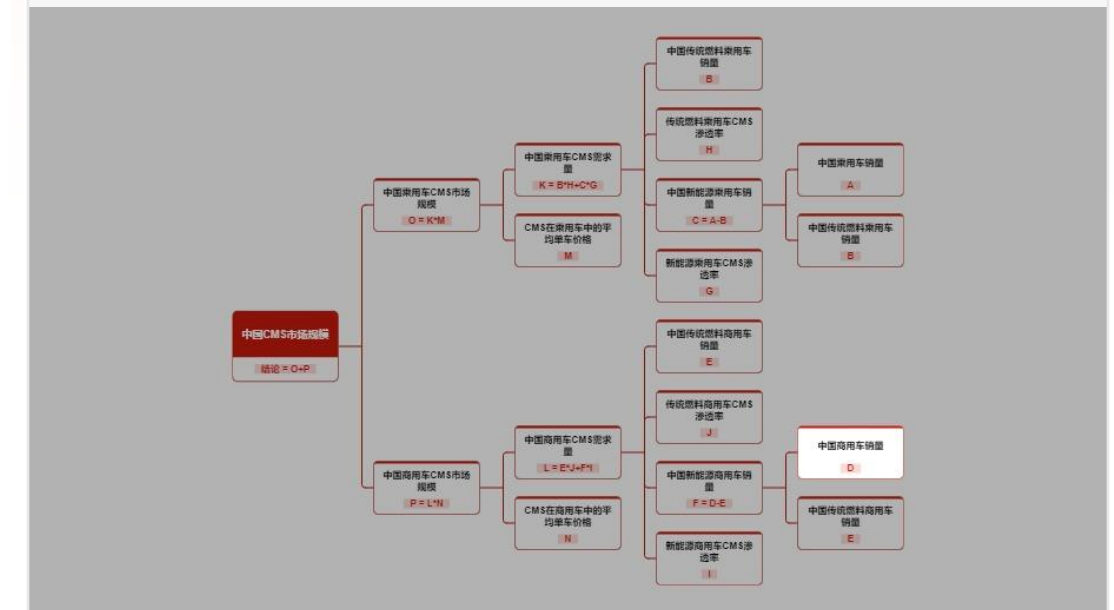 中国传统燃料乘用车
销量
B
传统燃料乘用车CMS
渗透率
H
中国乘用车CMS需求
量
K = B*H+C*G
中国乘用车销量
A
中国乘用车CMS市场
规模
O = K*M
中国新能源乘用车销
量
C = A-B
CMS在乘用车中的平
均单车价格
M
中国传统燃料乘用车
销量
B
新能源乘用车CMS渗
透率
G
中国CMS市场规模
结论 = O+P
中国传统燃料商用车
销量
E
传统燃料商用车CMS
渗透率
J
中国商用车CMS需求
量
L = E*J+F*I
中国商用车销量
D
中国商用车CMS市场
规模
P = L*N
中国新能源商用车销
量
F = D-E
CMS在商用车中的平
均单车价格
N
中国传统燃料商用车
销量
E
新能源商用车CMS渗
透率
I